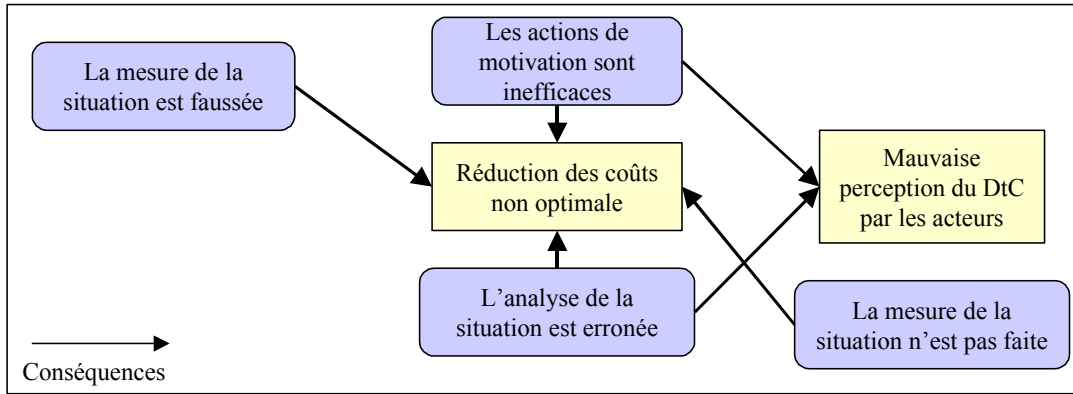 La mesure de la
situation est faussée
Les actions de
motivation sont
inefficaces
Réduction des coûts
non optimale
Mauvaise
perception du DtC
par les acteurs
L’analyse de la
situation est erronée
La mesure de la
situation n’est pas faite
Conséquences